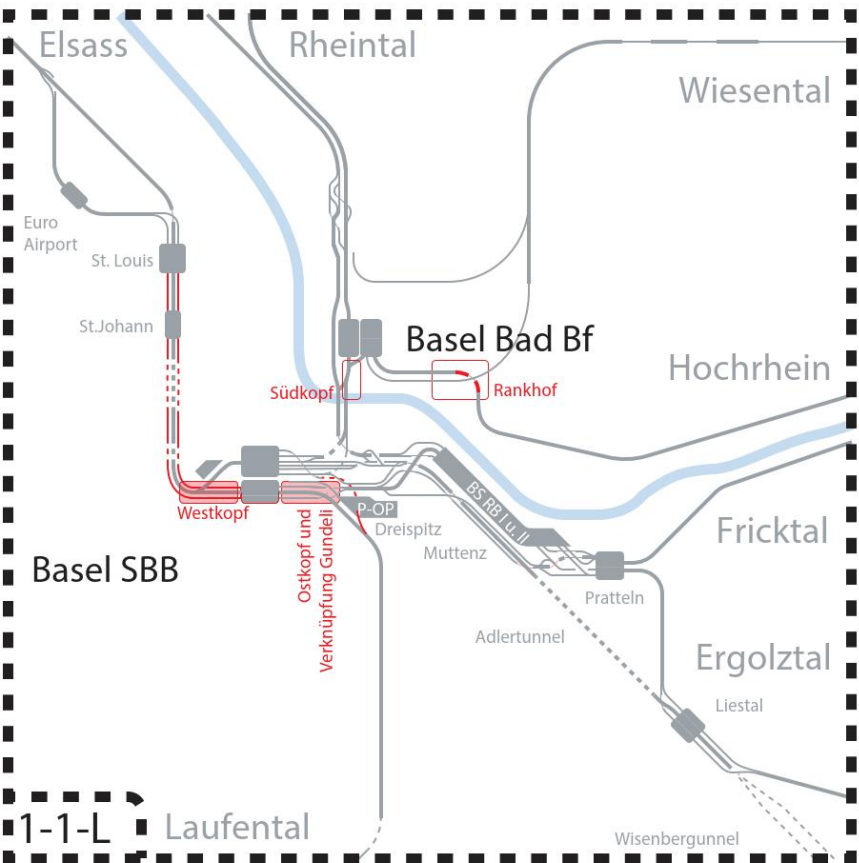 Elsass
Rheintal
Wiesental
Euro
Airport
St. Louis
St.Johann
Basel Bad Bf
Hochrhein
Südkopf
Rankhof
Westkopf
P-OP
BS RB I u. II
Dreispitz
Ostkopf und
Verknüpfung Gundeli
Muttenz
Fricktal
Basel SBB
Pratteln
Adlertunnel
Ergolztal
Liestal
1-1-L
Laufental
Wisenbergunnel